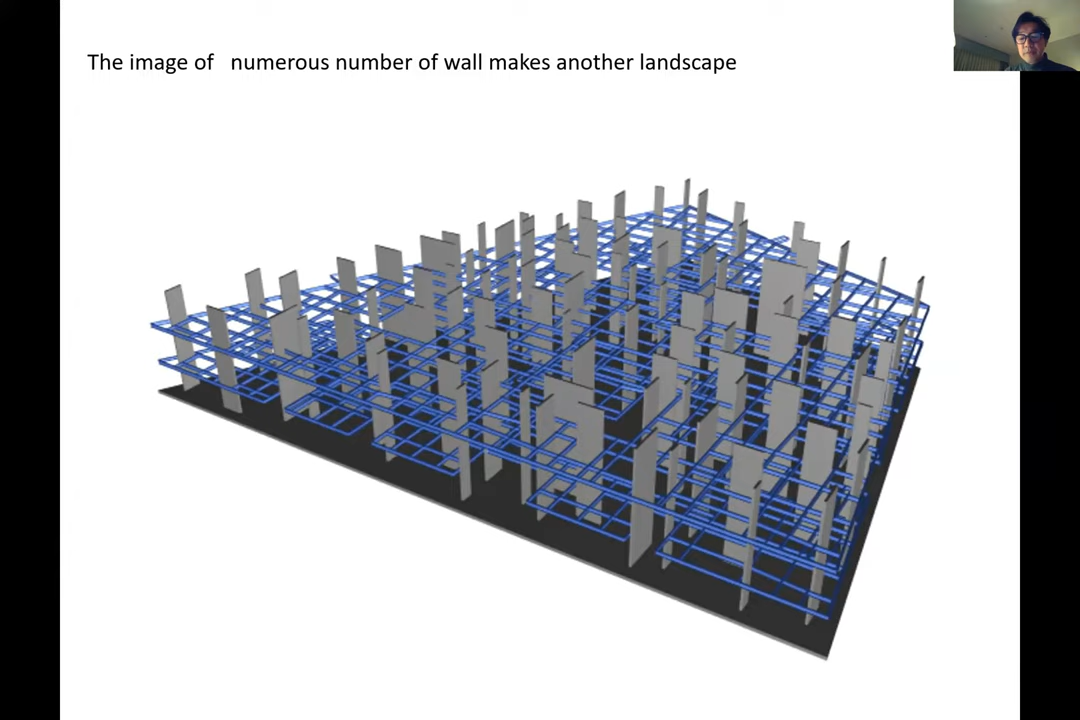 The image of   numerous number of wall makes another landscape